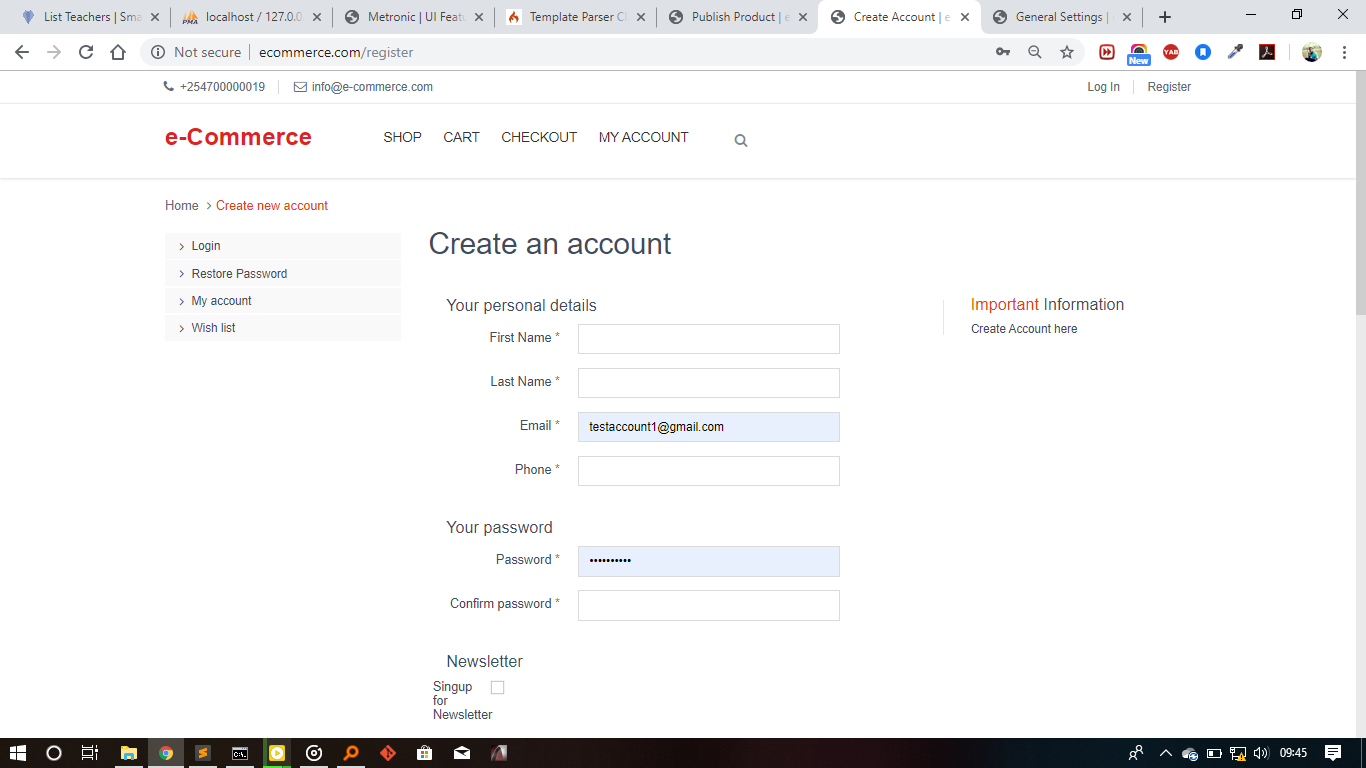 List Teachers | Sma
localhost / 127.0.0.
Metronic | UI Featu
Template Parser Cl
Publish Product | e
Create Account | e
General Settings |
Not secure
ecommerce.com/register
New
YAB
+254700000019
info@e-commerce.com
Log In
Register
e-Commerce
SHOP
CART
CHECKOUT
MY ACCOUNT
Home
Create new account
Login
Restore Password
My account
Wish list
Create an account
Your personal details
First Name *
Last Name *
Email *
testaccount1@gmail.com
Phone *
Your password
Password *
••••••••••
Confirm password *
Newsletter
Singup
for
Newsletter
Important Information
Create Account here
09:45